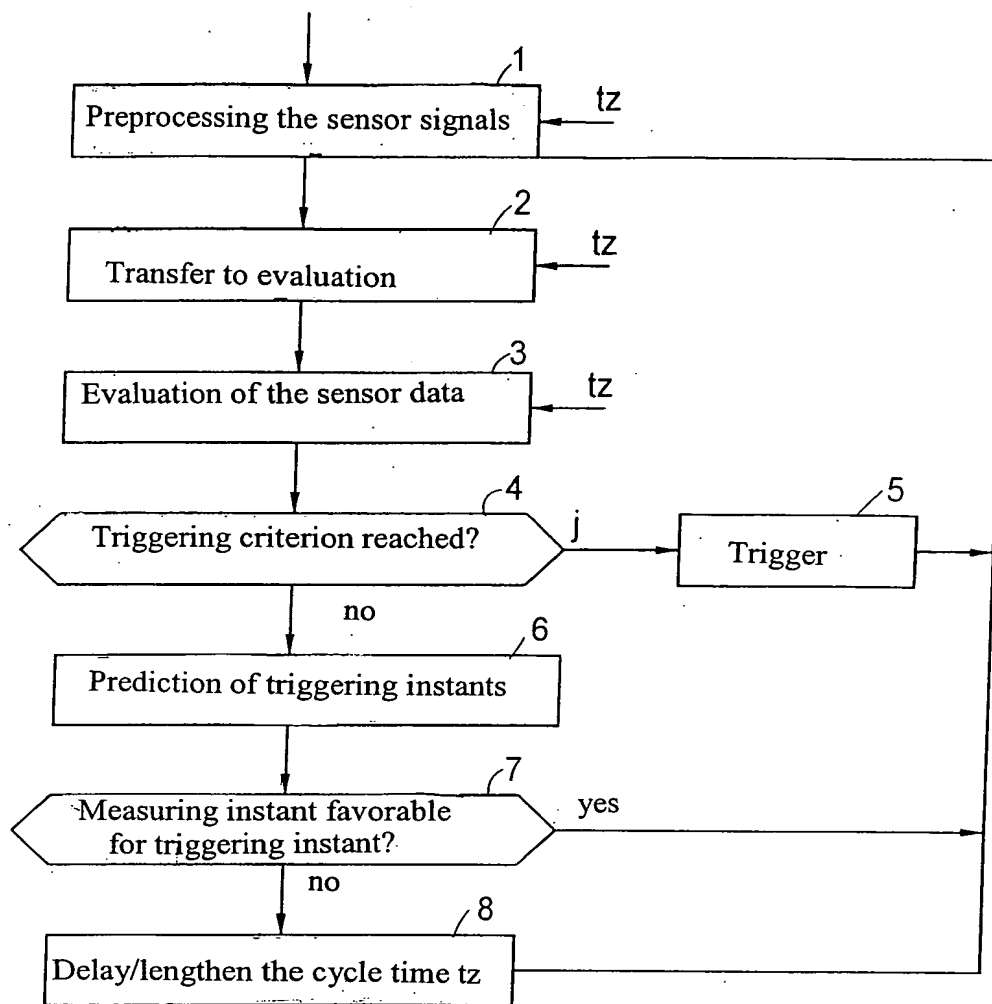 1
Preprocessing the sensor signals
tz
2
Transfer to evaluation
tz
3
Evaluation of the sensor data
tz
4
Triggering criterion reached?
j
5
Trigger
no
6
Prediction of triggering instants
7
Measuring instant favorable
for triggering instant?
yes
no
8
Delay/lengthen the cycle time tz